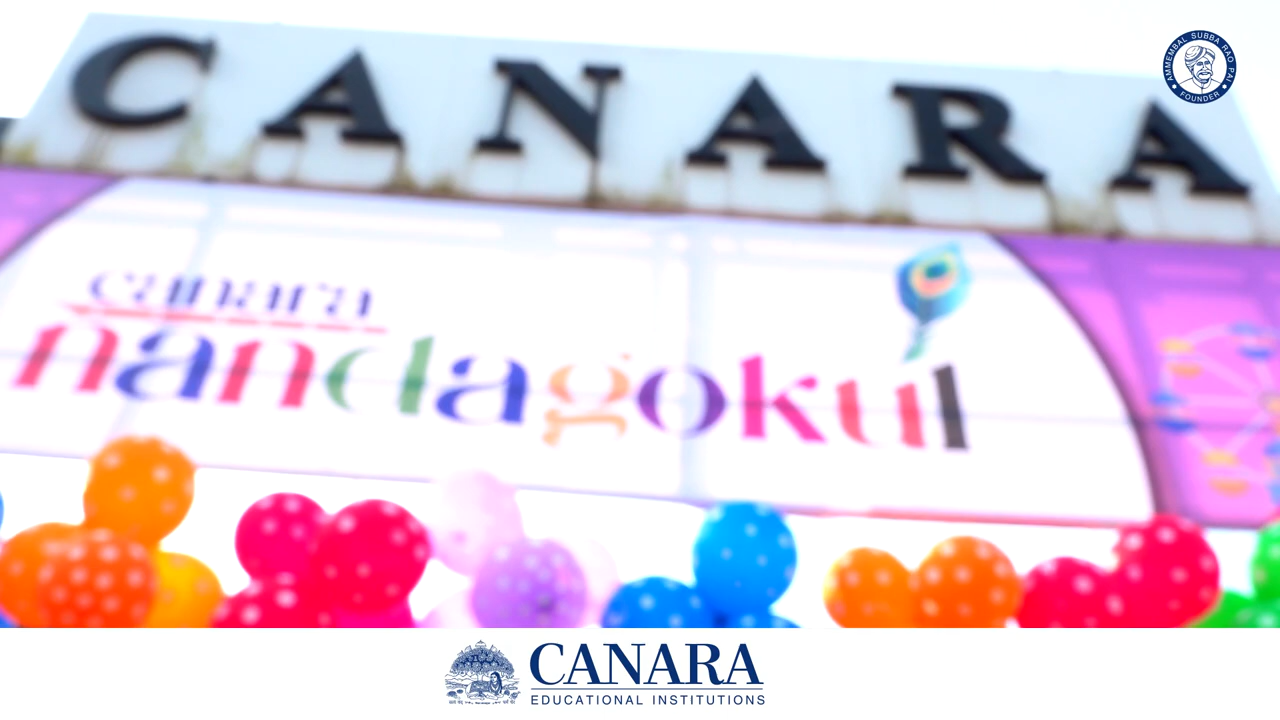 CANARA
AMMEMBAL SUBBA RAO PAI
FOUNDER
canara
nandagokul
CANARA
EDUCATIONAL INSTITUTIONS